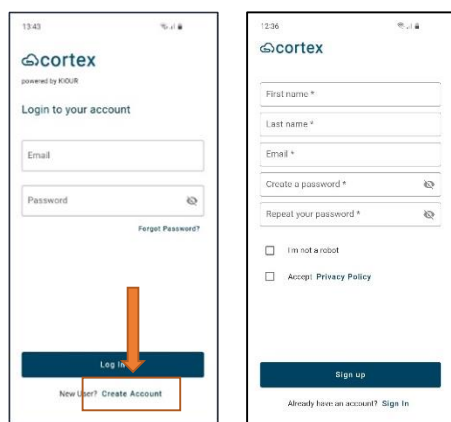 13:43
cortex
powered by KIOUR
Login to your account
Email
Password
Forgot Password?
Log In
New User? Create Account
12:36
cortex
First name *
Last name *
Email *
Create a password *
Repeat your password *
I'm not a robot
Accept Privacy Policy
Sign up
Already have an account? Sign In